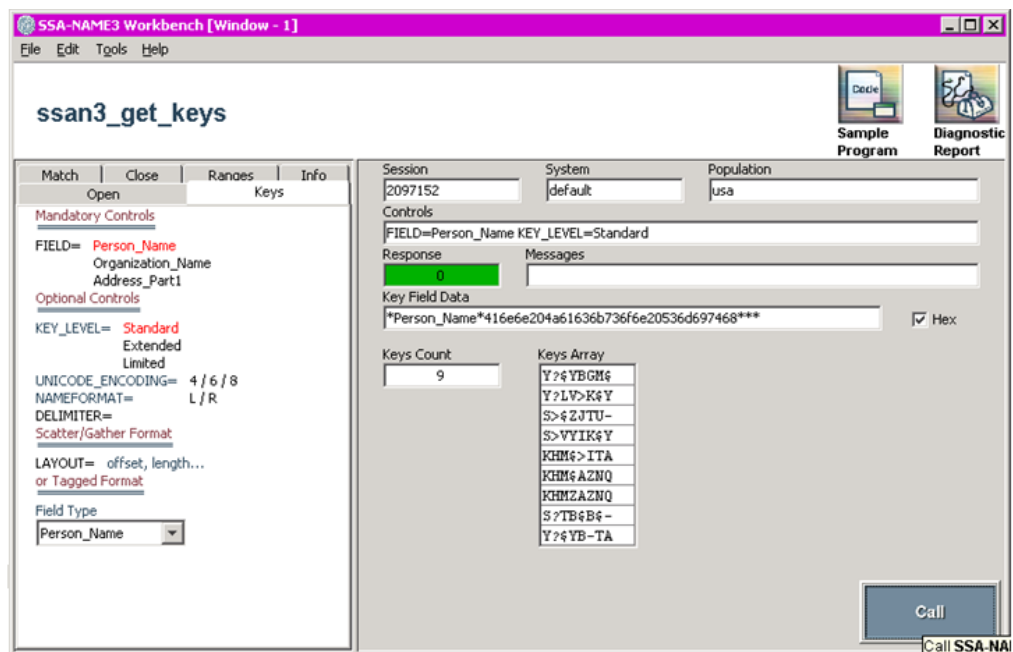 SSA-NAME3 Workbench [Window - 1]
File Edit Tools Help
ssan3_get_keys
Code
Sample Program
Diagnostic Report
Match Close Ranges Info
Open Keys
Mandatory Controls
FIELD= Person_Name
Organization_Name
Address_Part1
Optional Controls
KEY_LEVEL= Standard
Extended
Limited
UNICODE_ENCODING= 4 / 6 / 8
NAMEFORMAT= L / R
DELIMITER=
Scatter/Gather Format
LAYOUT= offset, length...
or Tagged Format
Field Type
Person_Name
Session System Population
2097152 default usa
Controls
FIELD=Person_Name KEY_LEVEL=Standard
Response Messages
0
Key Field Data
*Person_Name*416e6e204a61636b736f6e20536d697468*** Hex
Keys Count Keys Array
9
Y?$YBGM$
Y?LV>K$Y
S>$ZJTU-
S>VYIK$Y
KHM$>ITA
KHM$AZNQ
KHMZAZNQ
S?TB$B$-
Y?$YB-TA
Call
Call SSA-NA